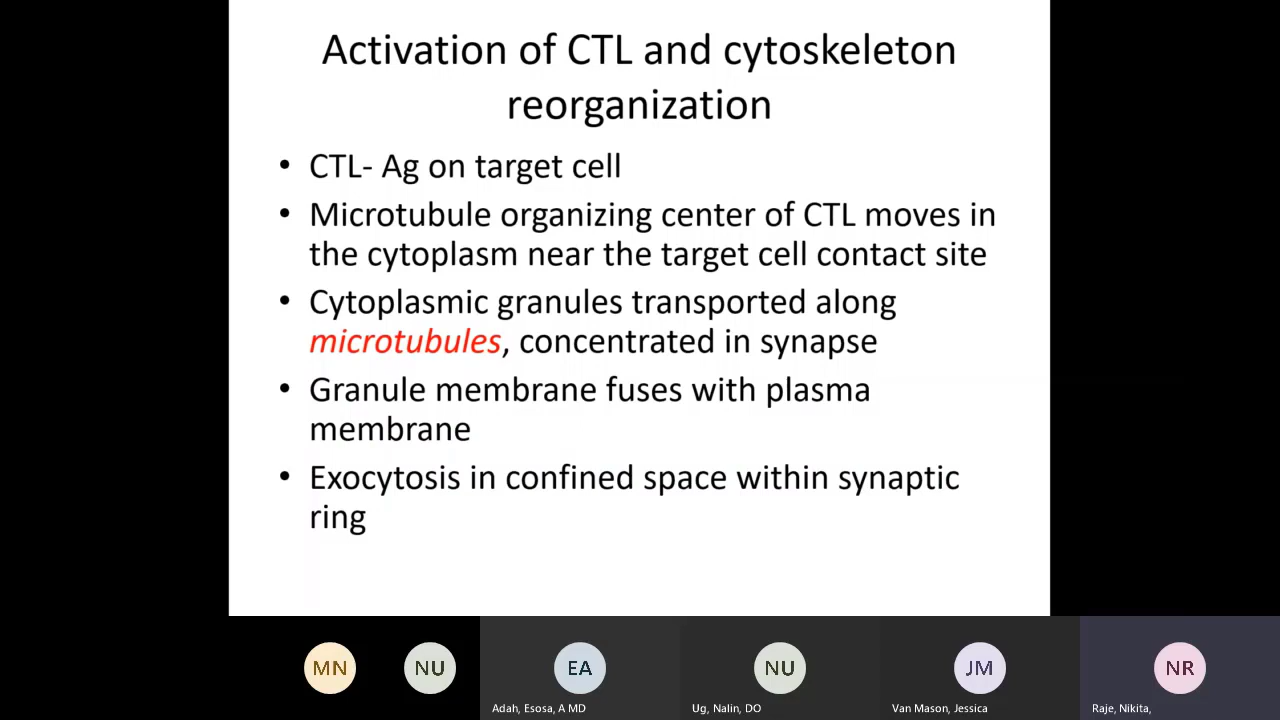 Activation of CTL and cytoskeleton
reorganization
• CTL- Ag on target cell
• Microtubule organizing center of CTL moves in
the cytoplasm near the target cell contact site
• Cytoplasmic granules transported along
microtubules, concentrated in synapse
• Granule membrane fuses with plasma
membrane
• Exocytosis in confined space within synaptic
ring
MN
NU
EA
NU
JM
NR
Adah, Esosa, A MD
Ug, Nalin, DO
Van Mason, Jessica
Raje, Nikita,